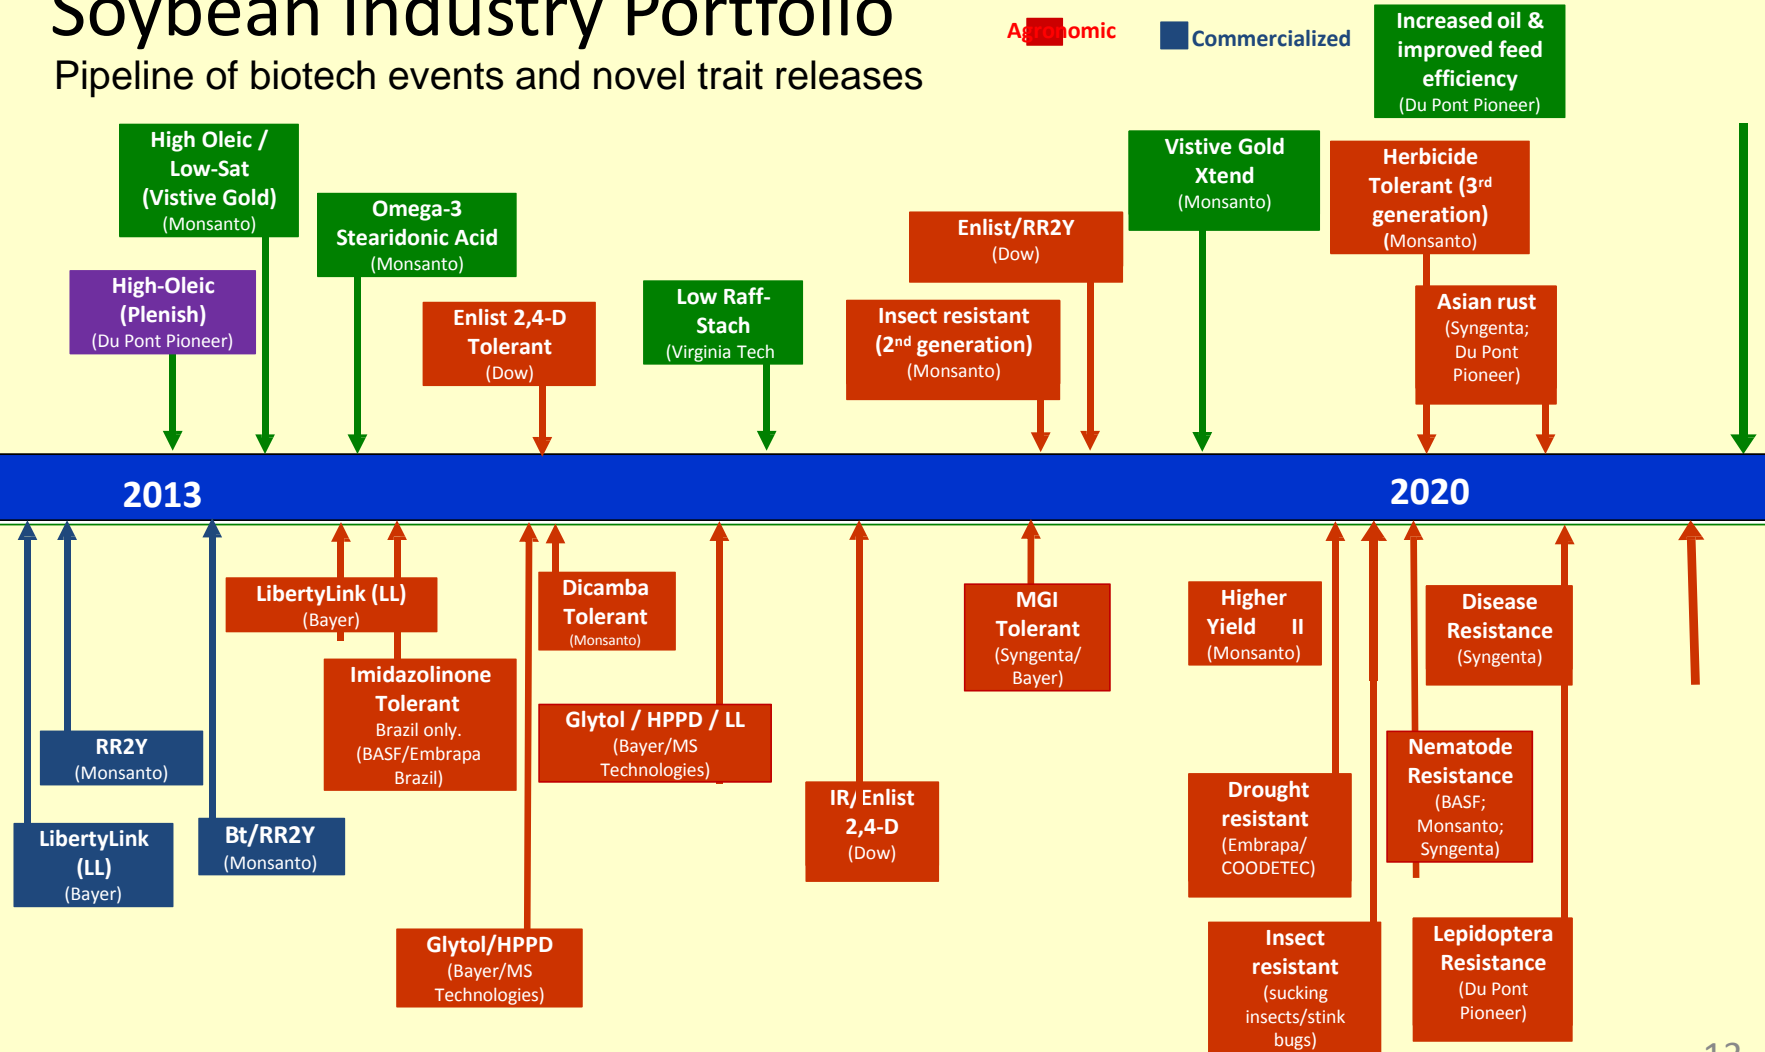 Soybean Industry Portfolio
Pipeline of biotech events and novel trait releases
Agronomic
Commercialized
Increased oil &
improved feed
efficiency
(Du Pont Pioneer)
High Oleic /
Low-Sat
(Vistive Gold)
(Monsanto)
Omega-3
Stearidonic Acid
(Monsanto)
High-Oleic
(Plenish)
(Du Pont Pioneer)
Enlist 2,4-D
Tolerant
(Dow)
Low Raff-
Stach
(Virginia Tech
Insect resistant
(2nd generation)
(Monsanto)
Enlist/RR2Y
(Dow)
Vistive Gold
Xtend
(Monsanto)
Herbicide
Tolerant (3rd
generation)
(Monsanto)
Asian rust
(Syngenta;
Du Pont
Pioneer)
2013
2020
LibertyLink (LL)
(Bayer)
Imidazolinone
Tolerant
Brazil only.
(BASF/Embrapa
Brazil)
RR2Y
(Monsanto)
LibertyLink
(LL)
(Bayer)
Bt/RR2Y
(Monsanto)
Glytol/HPPD
(Bayer/MS
Technologies)
Dicamba
Tolerant
(Monsanto)
Glytol / HPPD / LL
(Bayer/MS
Technologies)
IR/Enlist
2,4-D
(Dow)
MGI
Tolerant
(Syngenta/
Bayer)
Higher
Yield II
(Monsanto)
Drought
resistant
(Embrapa/
COODETEC)
Insect
resistant
(sucking
insects/stink
bugs)
Disease
Resistance
(Syngenta)
Nematode
Resistance
(BASF;
Monsanto;
Syngenta)
Lepidoptera
Resistance
(Du Pont
Pioneer)